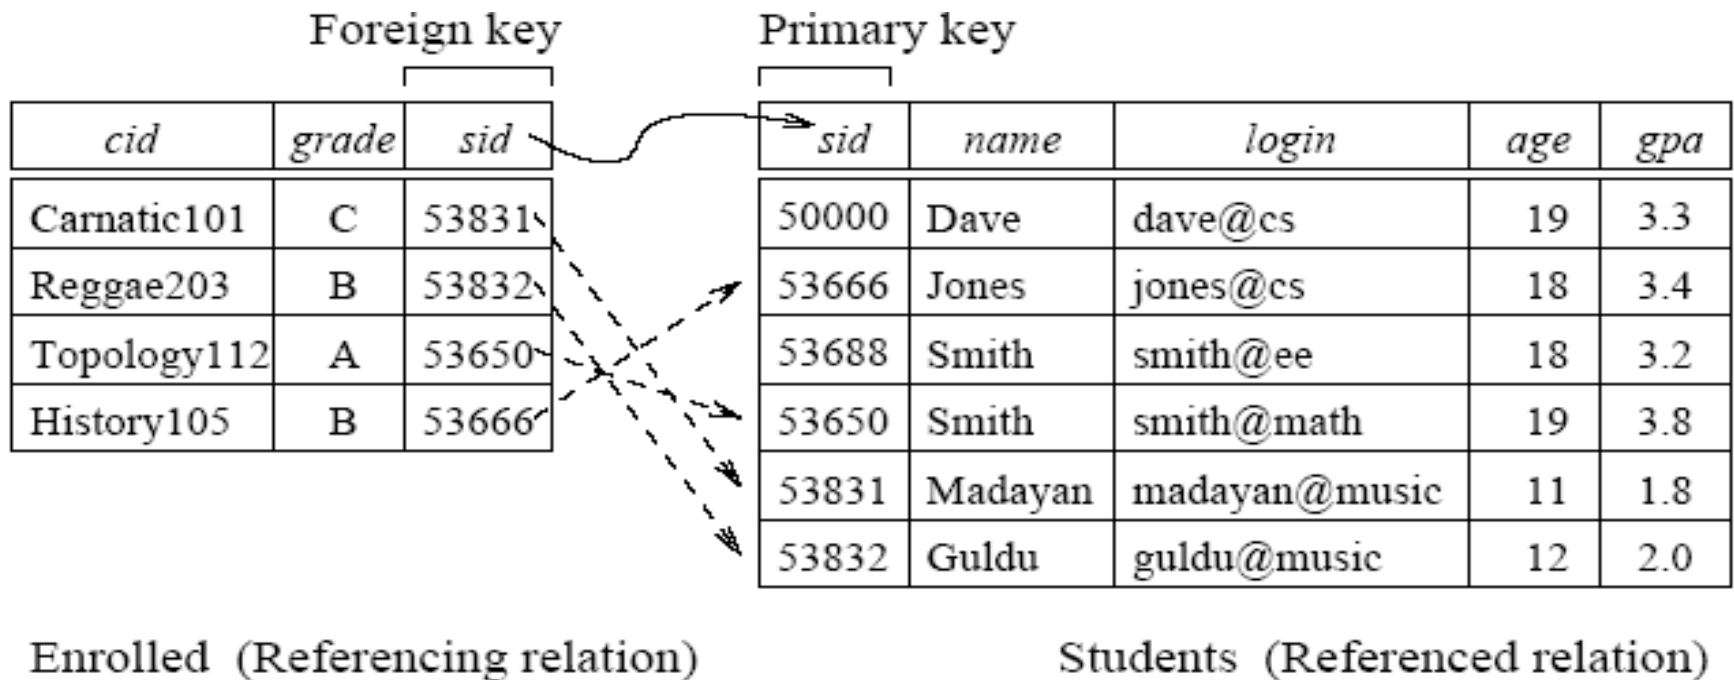 Foreign key Primary key
cid grade sid sid name login age gpa
Carnatic101 C 53831 50000 Dave dave@cs 19 3.3
Reggae203 B 53832 53666 Jones jones@cs 18 3.4
Topology112 A 53650 53688 Smith smith@ee 18 3.2
History105 B 53666 53650 Smith smith@math 19 3.8
53831 Madayan madayan@music 11 1.8
53832 Guldu guldu@music 12 2.0
Enrolled (Referencing relation) Students (Referenced relation)